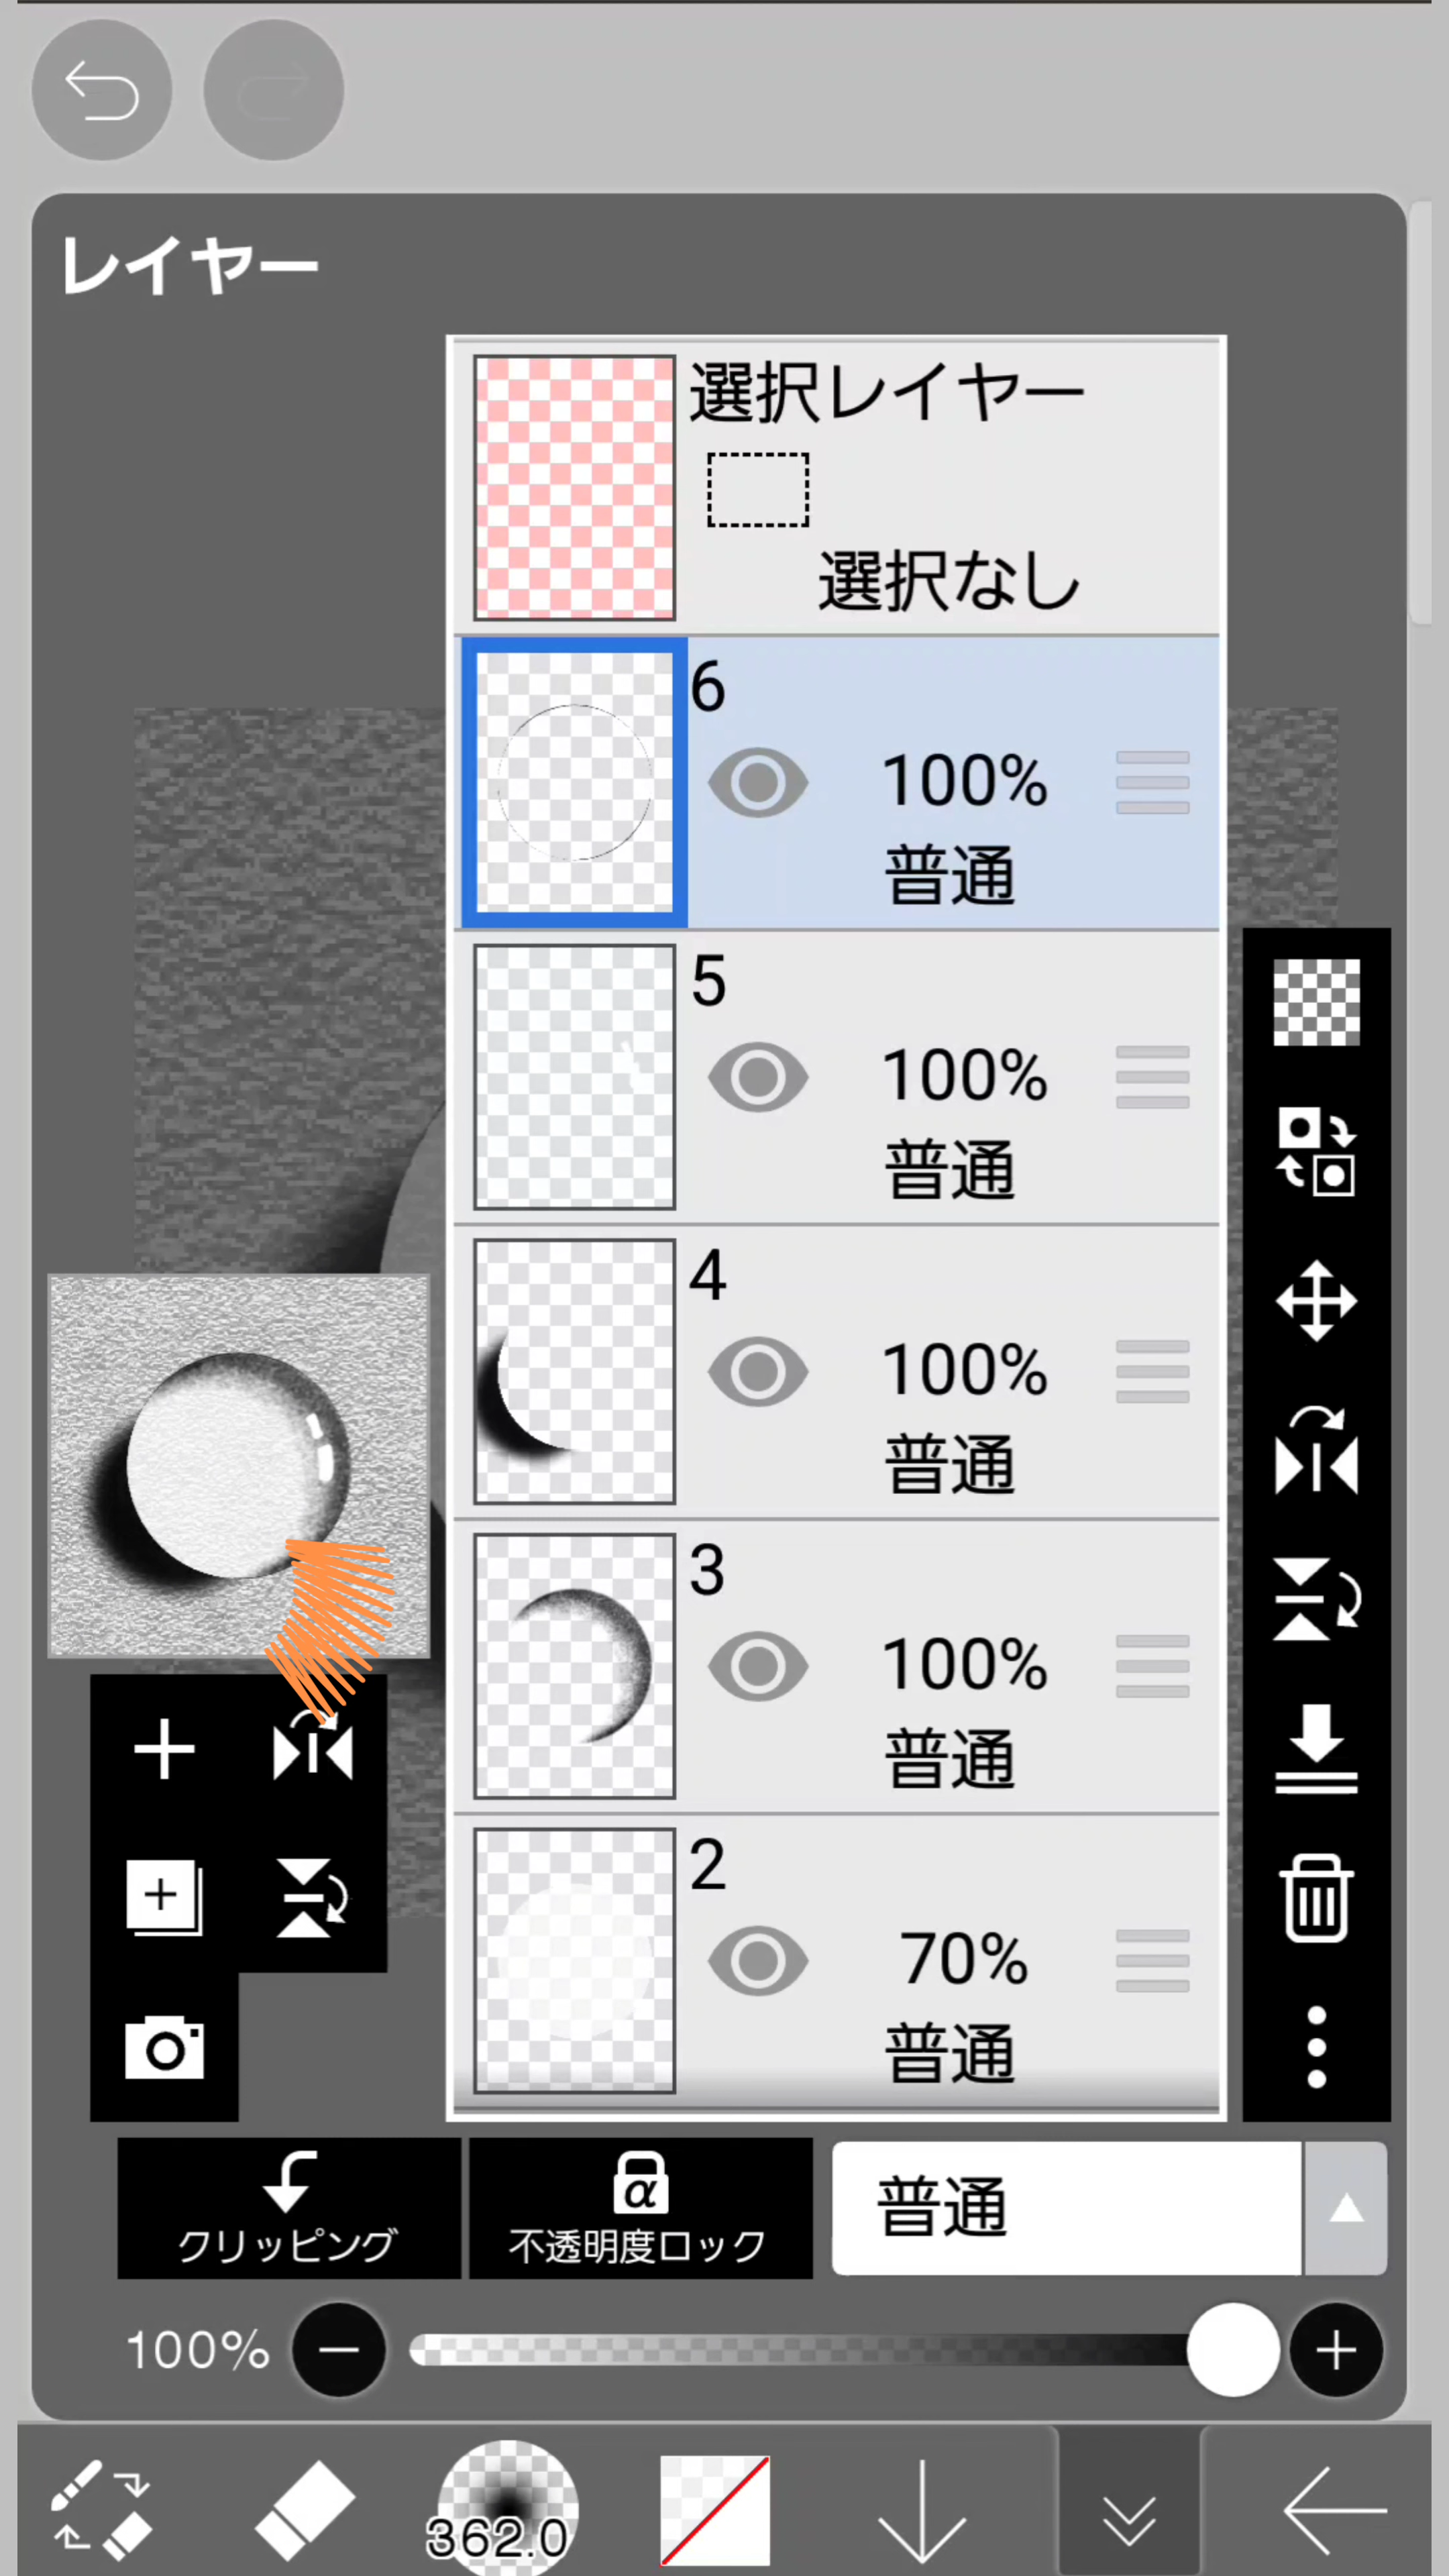 レイヤー
選択レイヤー
選択なし
6
100%
普通
5
100%
普通
4
100%
普通
3
100%
普通
2
70%
普通
α
クリッピング
不透明度ロック
普通
100%
362.0